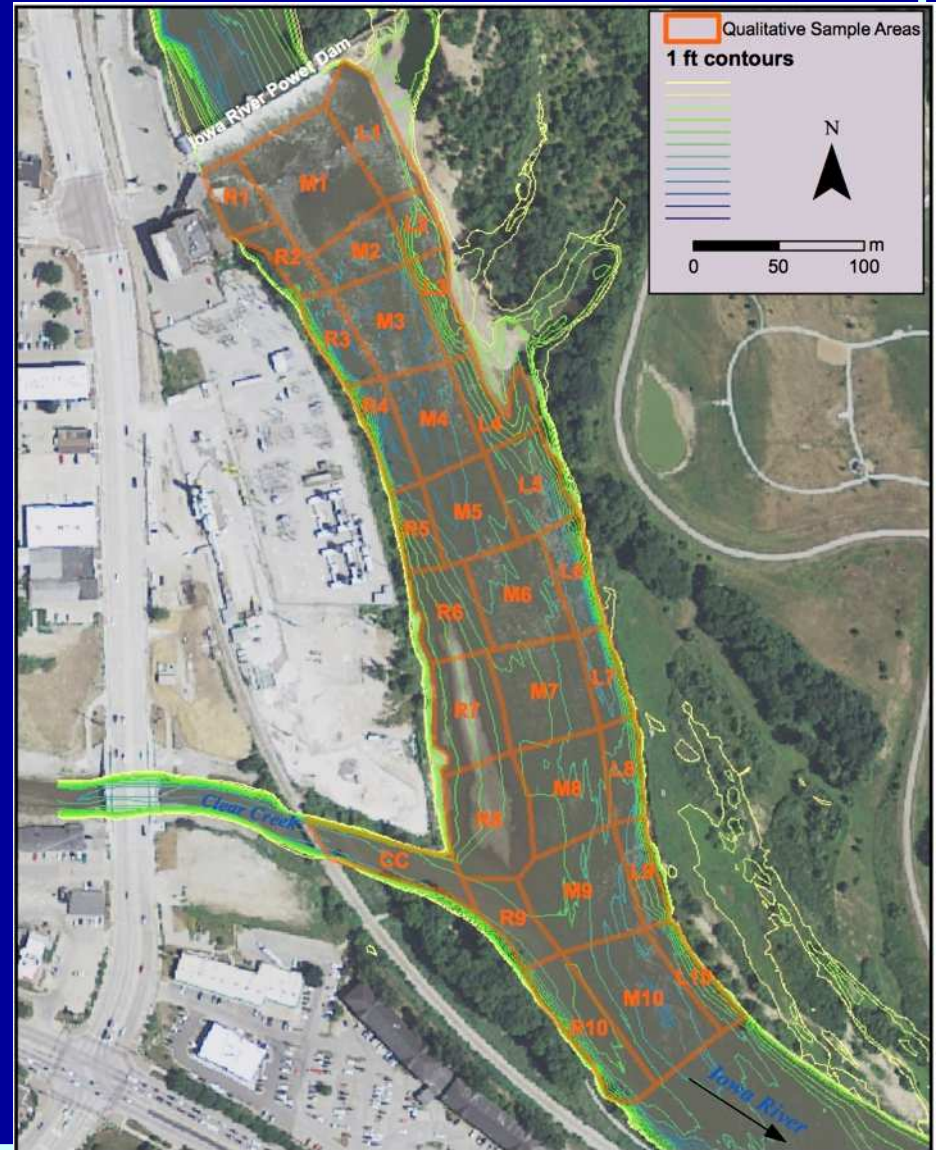 Qualitative Sample Areas
1 ft contours
N
m
0 50 100
Iowa River Power Dam
L1
R1 M1
L2
R2 M2
L3
R3 M3
R4 M4 L4
R5 M5 L5
R6 M6 L6
R7 M7 L7
R8 M8 L8
Clear Creek
CC
R9 M9 L9
R10 M10 L10
Iowa River